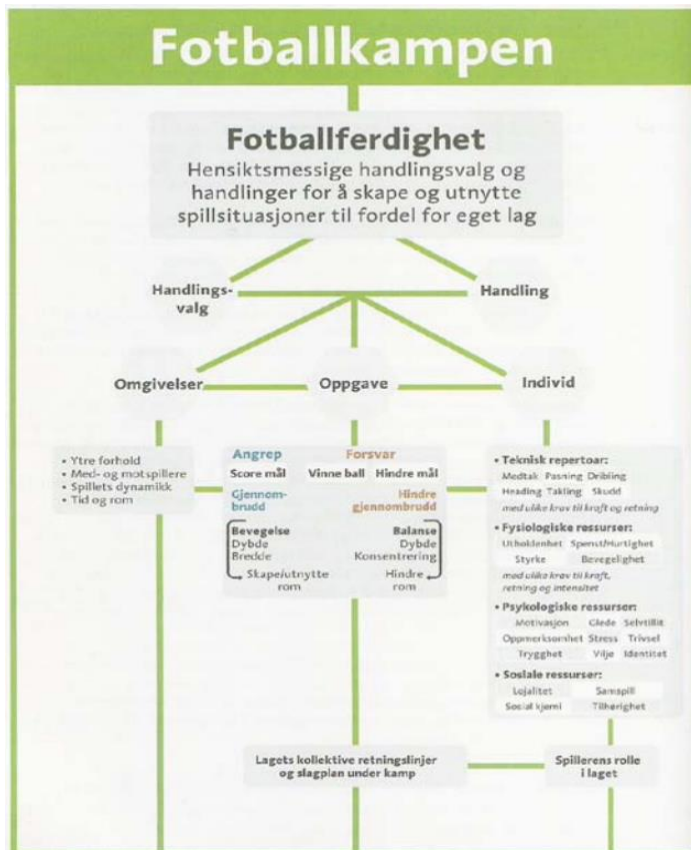 Fotballkampen
Fotballferdighet
Hensiktsmessige handlingsvalg og
handlinger for å skape og utnytte
spillsituasjoner til fordel for eget lag
Handlings-
valg
Handling
Omgivelser
Oppgave
Individ
• Ytre forhold
• Med- og motspillere
• Spillets dynamikk
• Tid og rom
Angrep Forsvar
Score mål Vinne ball Hindre mål
Gjennom-
brudd
Hindre
gjennombrudd
Bevegelse
Dybde
Bredde
Skape/utnytte
rom
Balanse
Dybde
Konsentrering
Hindre
rom
• Teknisk repertoar:
Medtak Pasning Dribling
Heading Takling Skudd
med ulike krav til kraft og retning
• Fysiologiske ressurser:
Utholdenhet Spenst/Hurtighet
Styrke Bevegelighet
med ulike krav til kraft,
retning og intensitet
• Psykologiske ressurser:
Motivasjon Glede Selvtillit
Oppmerksomhet Stress Trivsel
Trygghet Vilje Identitet
• Sosiale ressurser:
Lojalitet Samspill
Sosial kjemi Tilhørighet
Lagets kollektive retningslinjer
og slagplan under kamp
Spillerens rolle
i laget